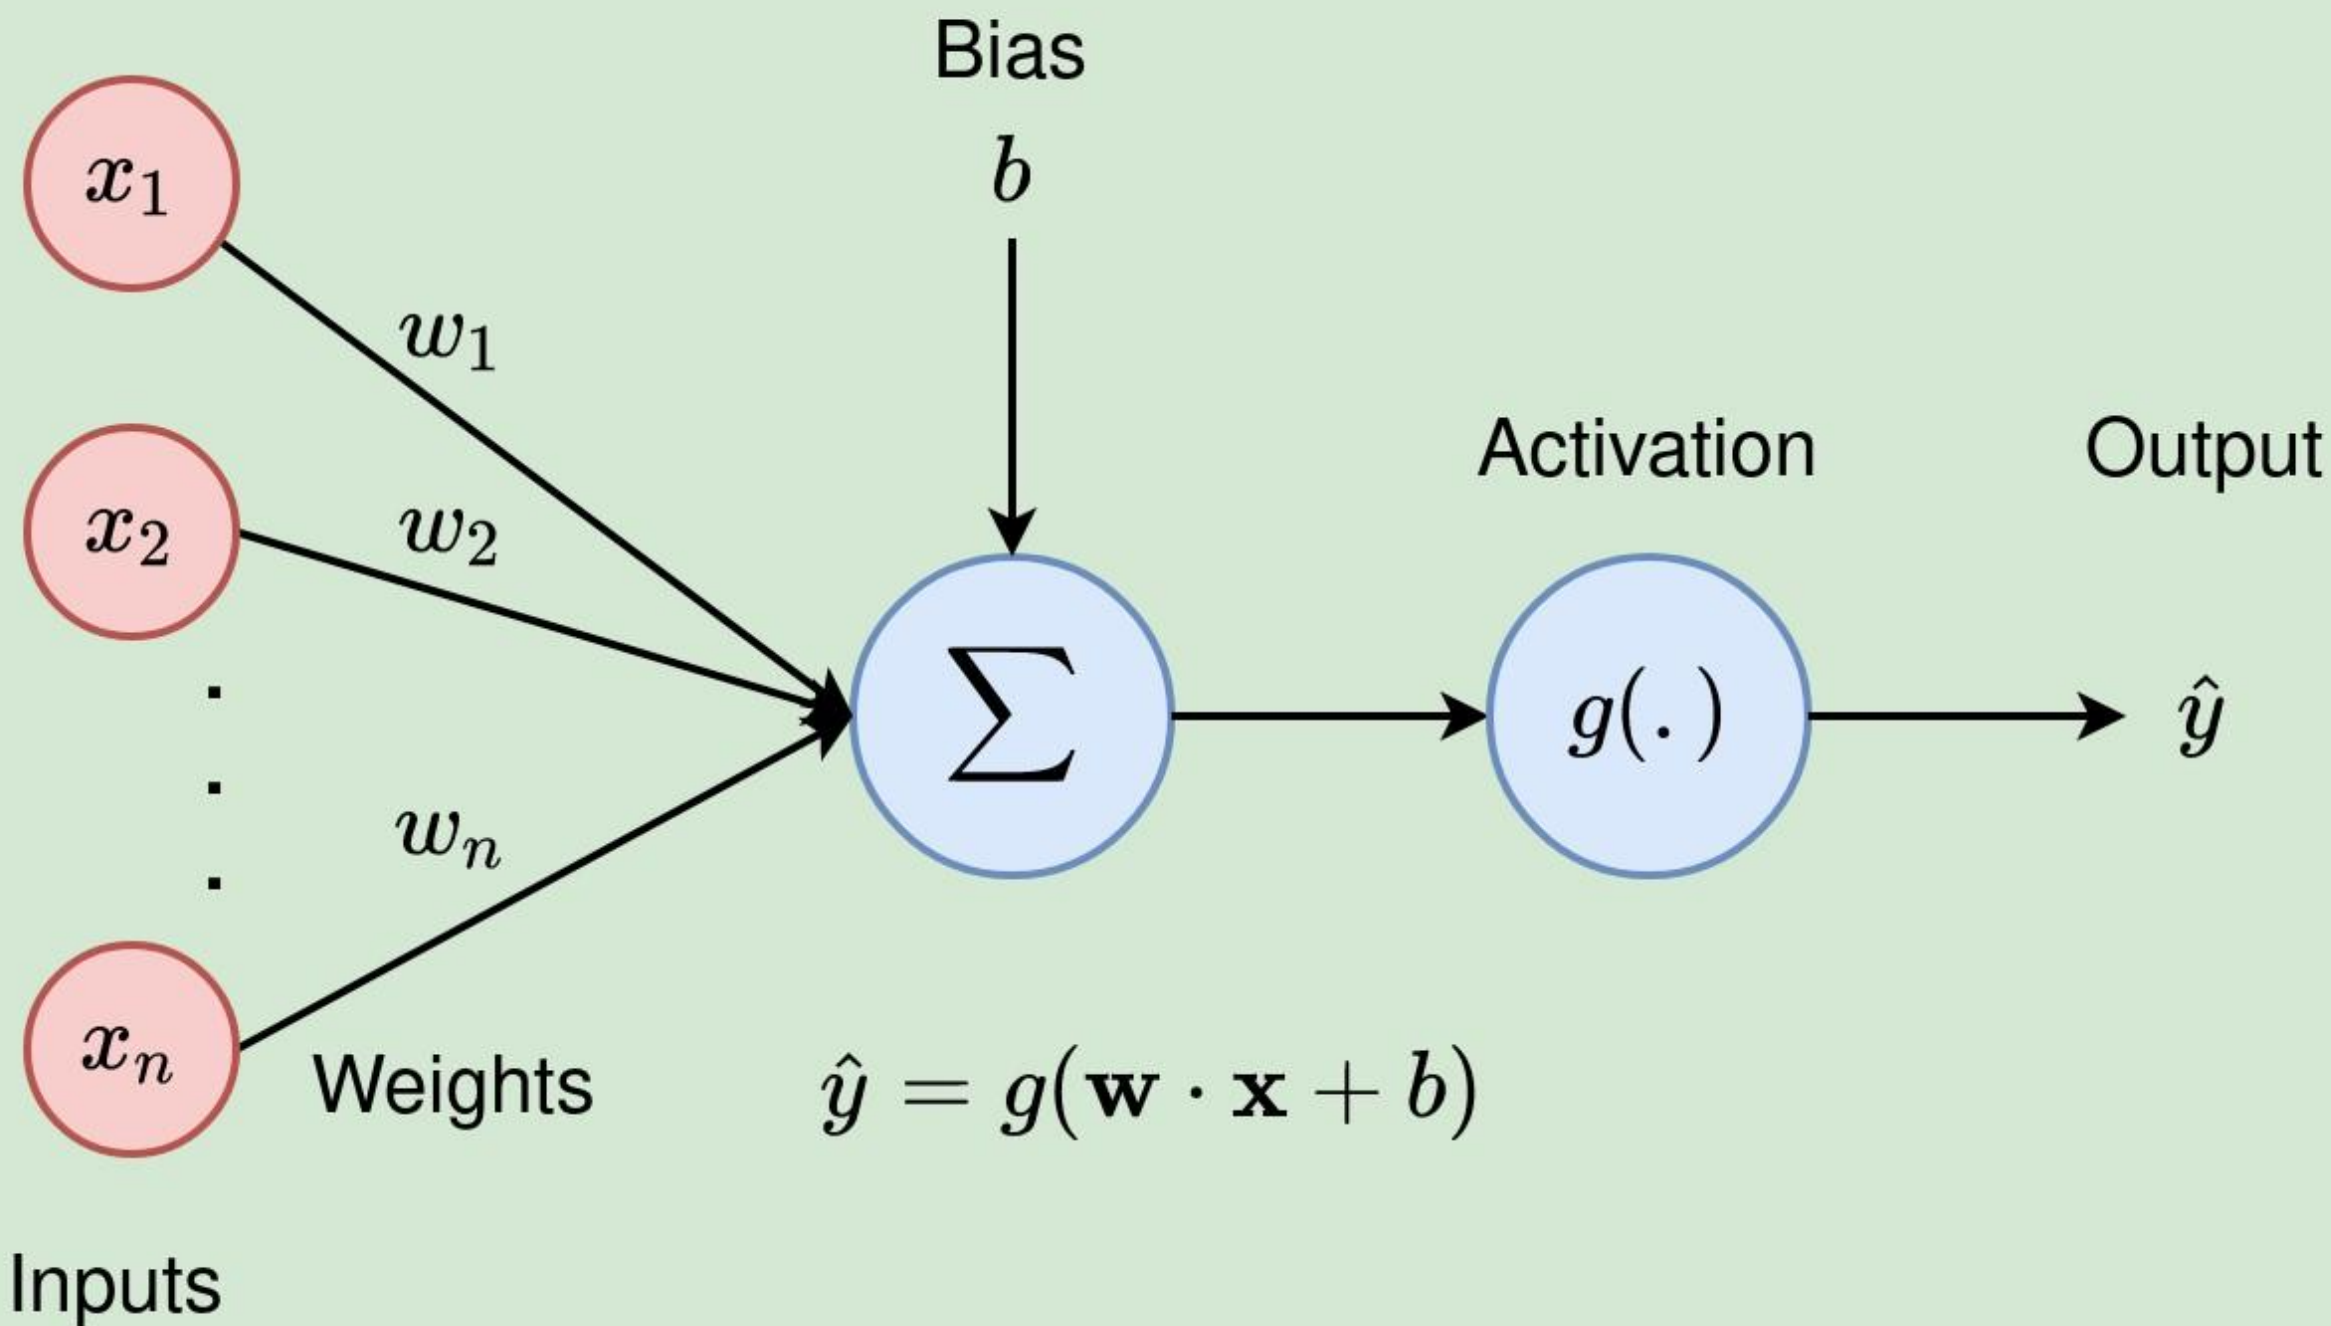 Bias
b
x₁
w₁
Activation
Output
x₂
w₂
∑
g(.)
ŷ
.
.
.
wₙ
xₙ
Weights
ŷ = g(𝐰 · 𝐱 + b)
Inputs